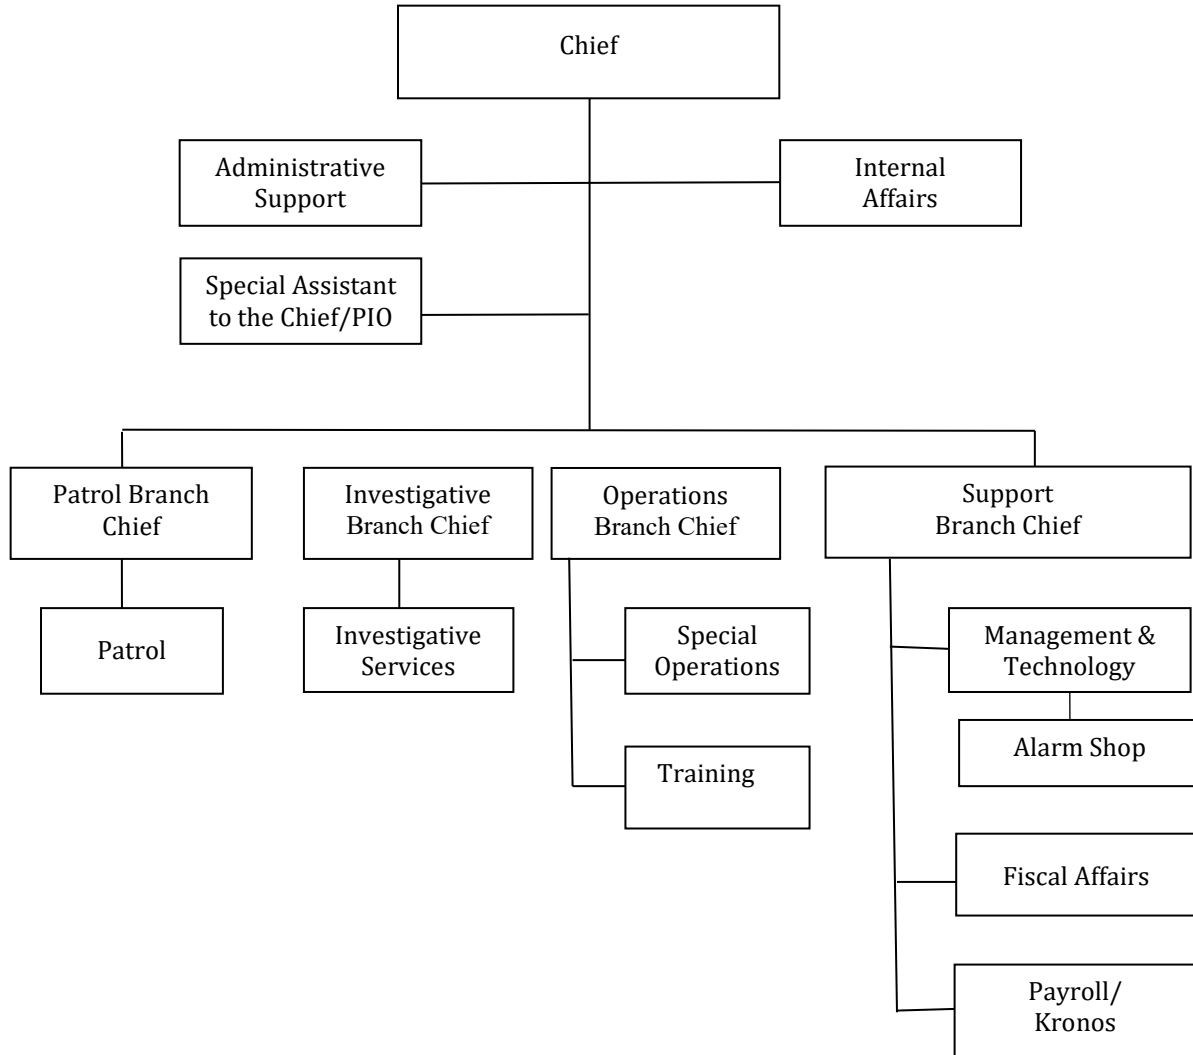 Chief
Administrative
Support
Internal
Affairs
Special Assistant
to the Chief/PIO
Patrol Branch
Chief
Investigative
Branch Chief
Operations
Branch Chief
Support
Branch Chief
Patrol
Investigative
Services
Special
Operations
Management &
Technology
Alarm Shop
Training
Fiscal Affairs
Payroll/
Kronos